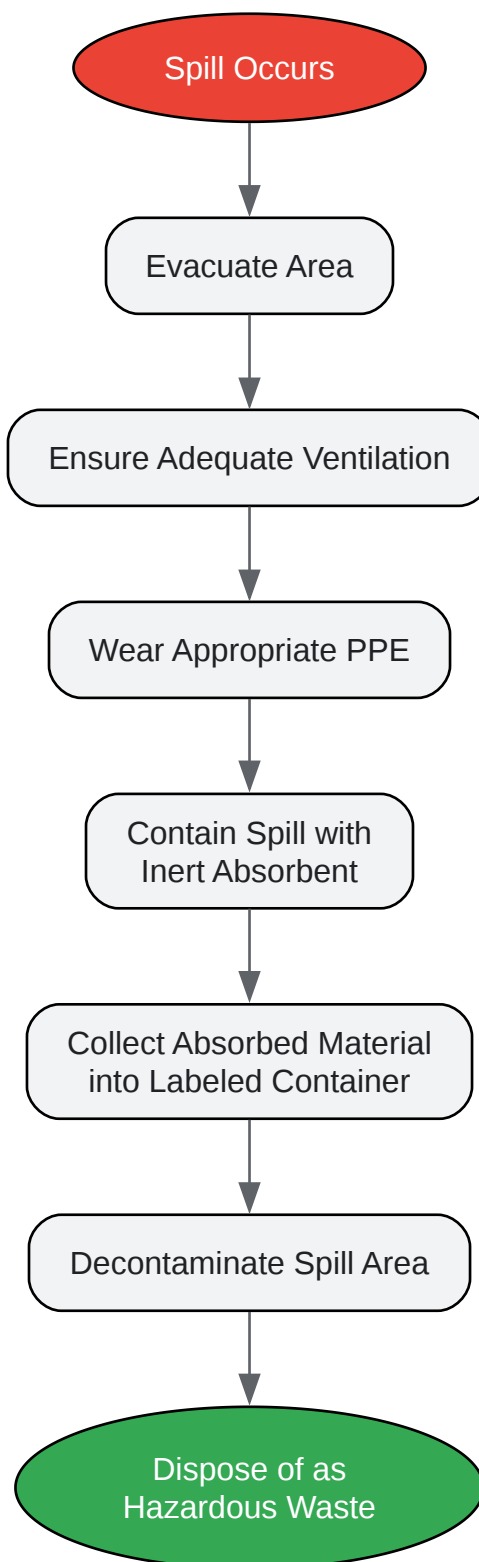 Spill Occurs
Evacuate Area
Ensure Adequate Ventilation
Wear Appropriate PPE
Contain Spill with
Inert Absorbent
Collect Absorbed Material
into Labeled Container
Decontaminate Spill Area
Dispose of as
Hazardous Waste